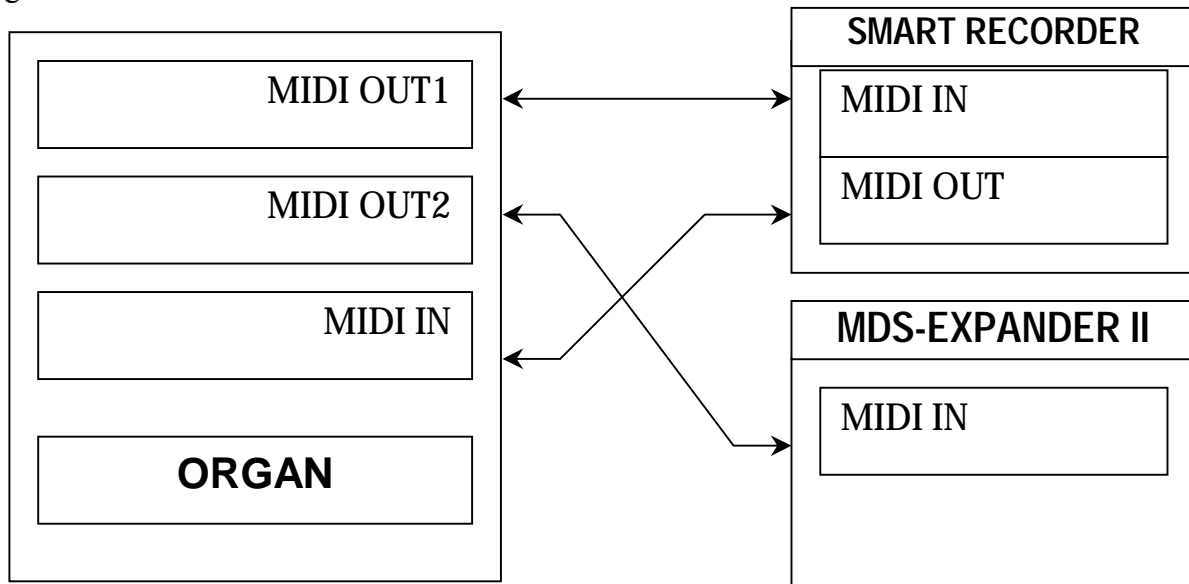 MIDI OUT1
MIDI OUT2
MIDI IN
ORGAN
SMART RECORDER
MIDI IN
MIDI OUT
MDS-EXPANDER II
MIDI IN